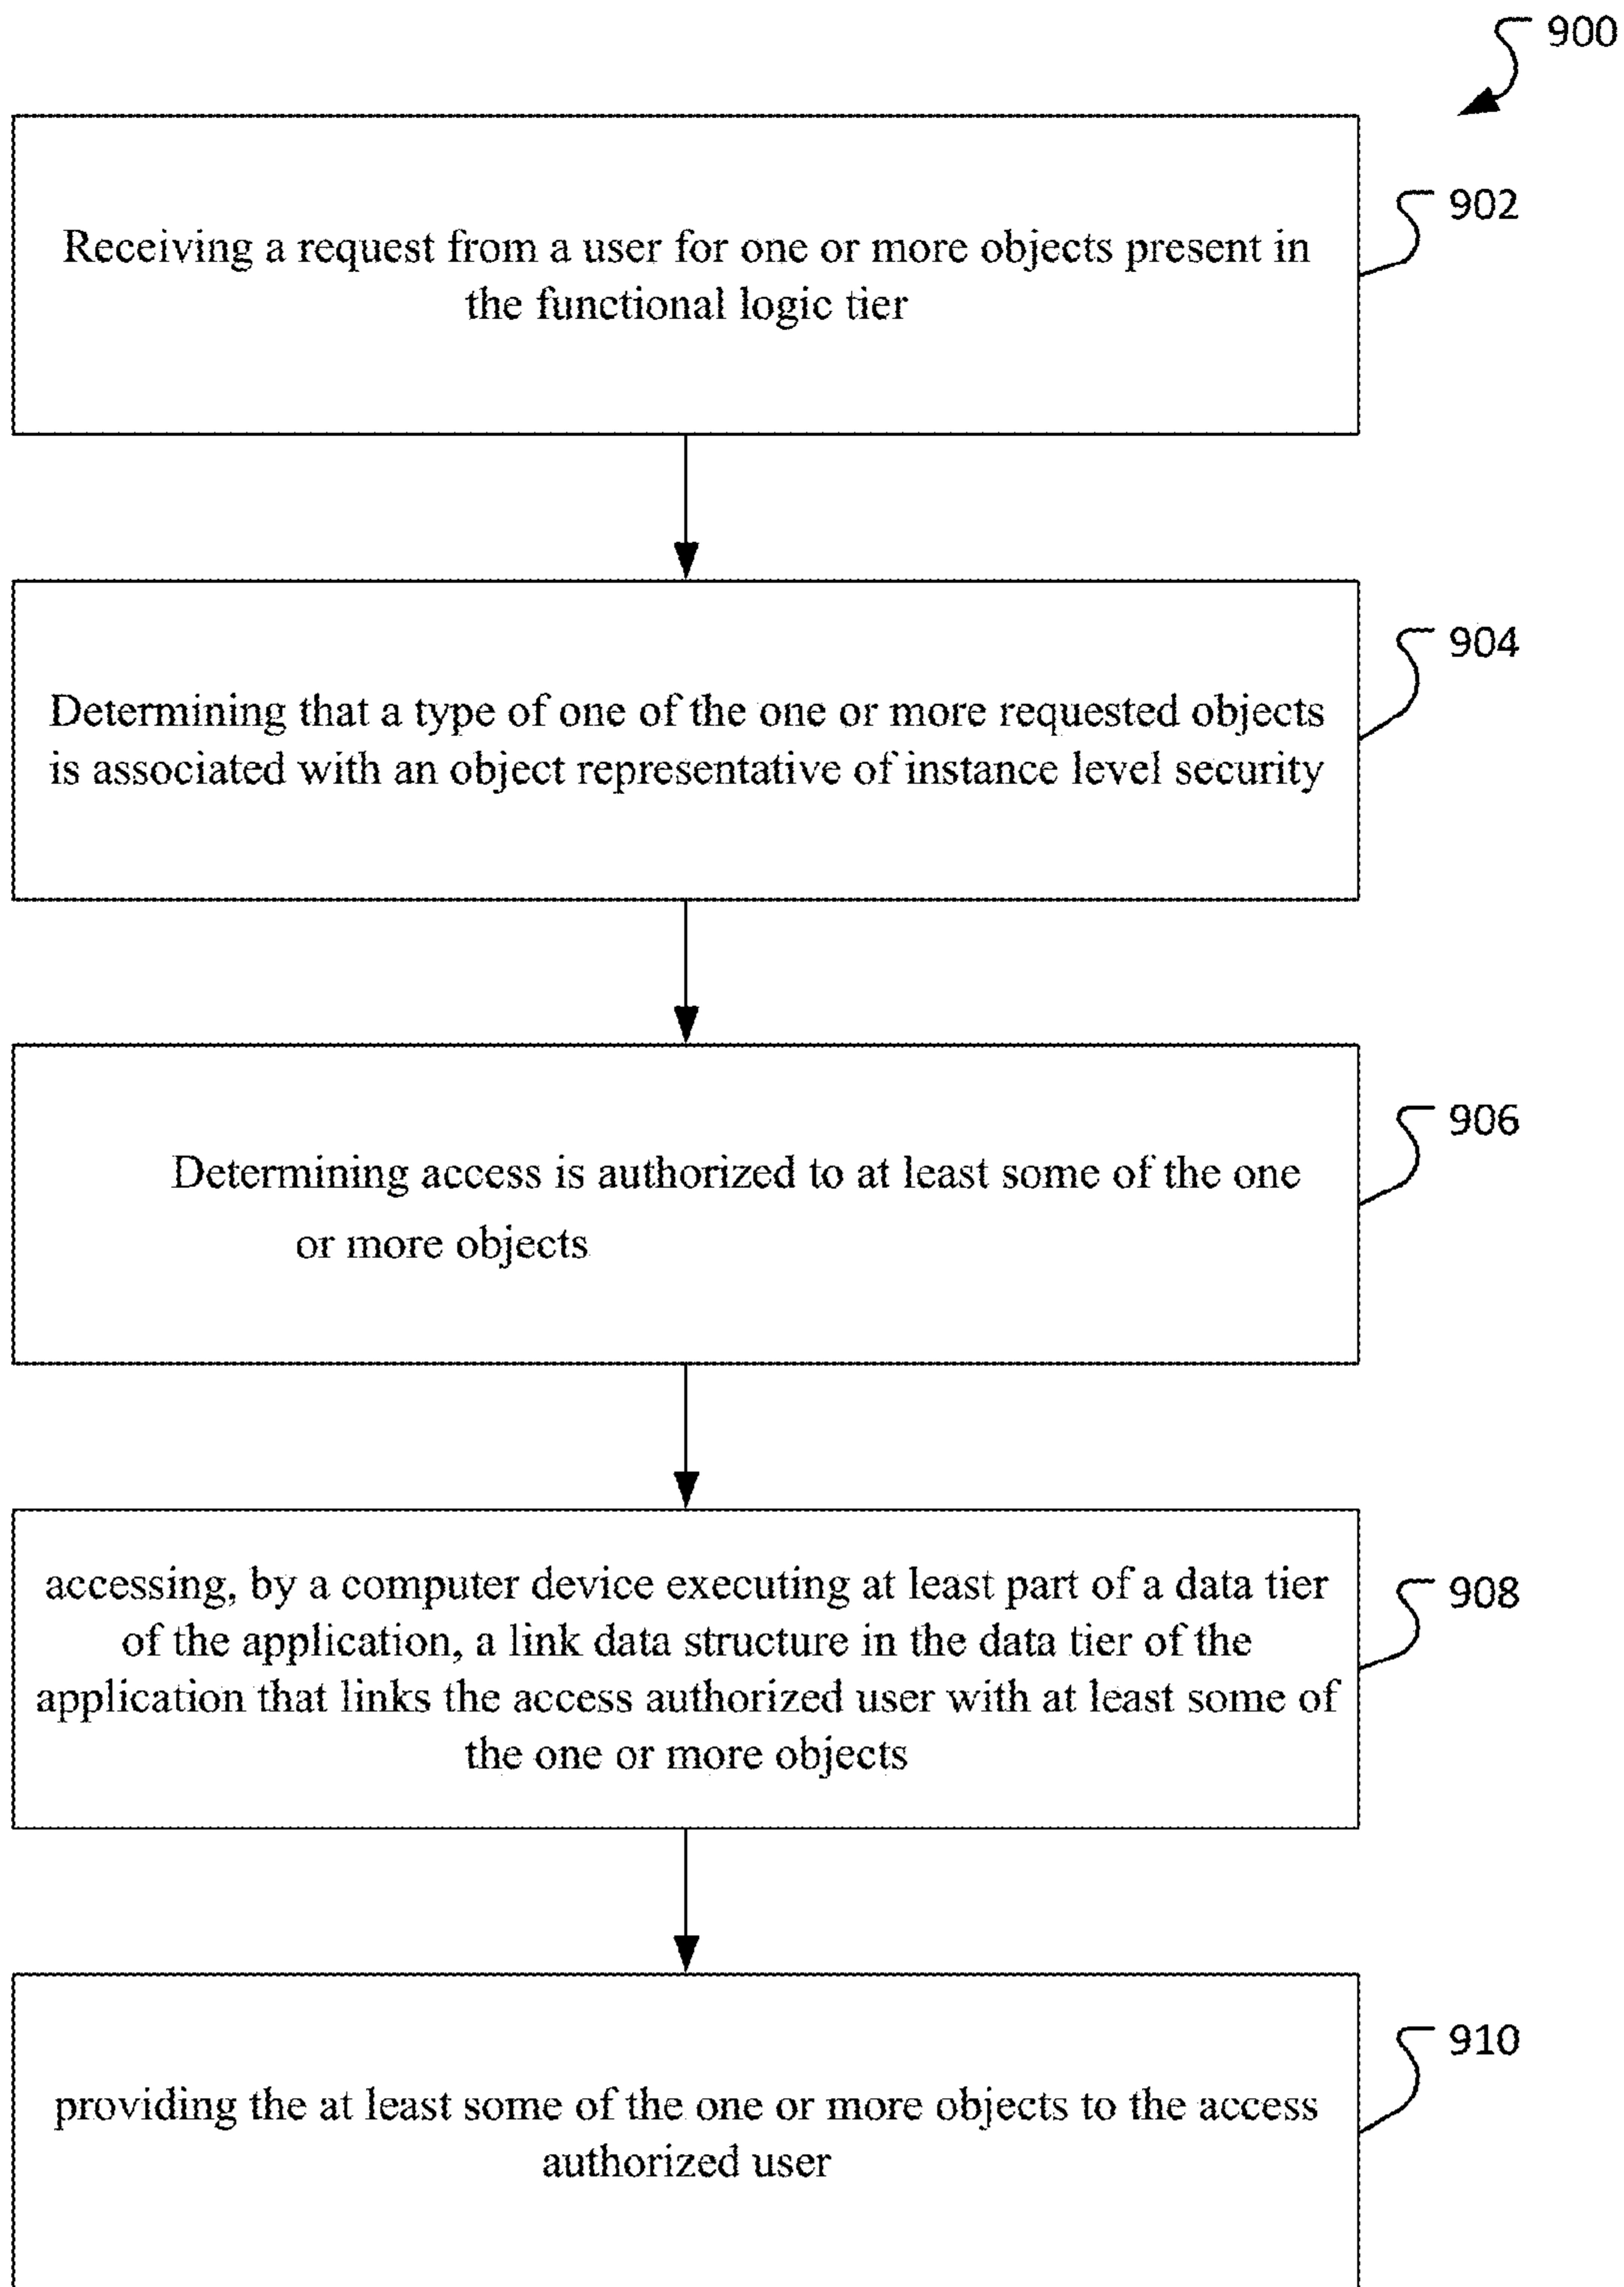 900
Receiving a request from a user for one or more objects present in
the functional logic tier
902
Determining that a type of one of the one or more requested objects
is associated with an object representative of instance level security
904
Determining access is authorized to at least some of the one
or more objects
906
accessing, by a computer device executing at least part of a data tier
of the application, a link data structure in the data tier of the
application that links the access authorized user with at least some of
the one or more objects
908
providing the at least some of the one or more objects to the access
authorized user
910